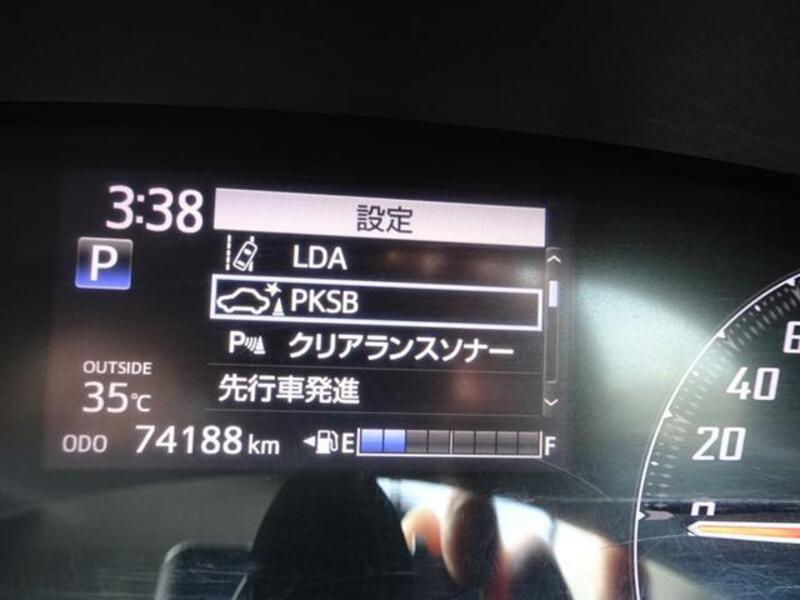 3:38
設定
P
LDA
PKSB
P クリアランスソナー
先行車発進
OUTSIDE
35℃
ODO 74188 km
E F
40
20
0